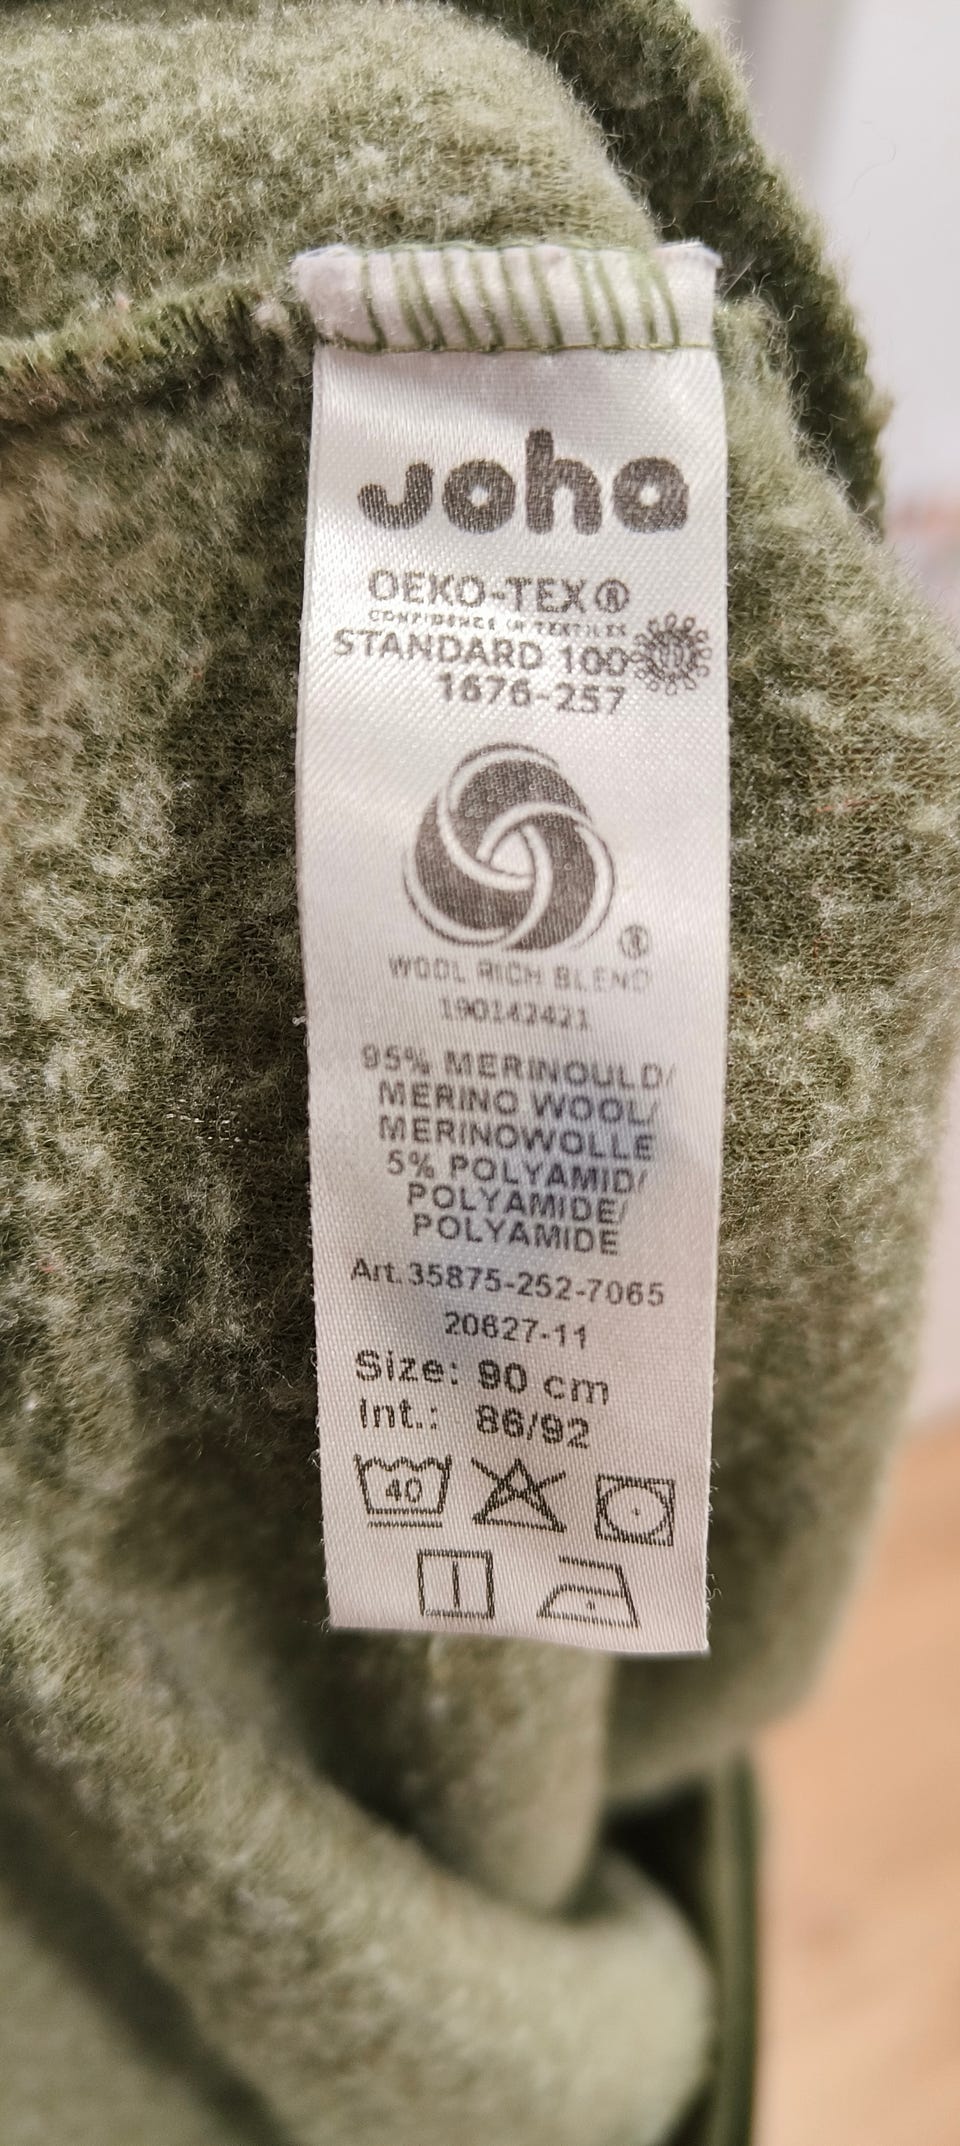 Joha
OEKO-TEX®
CONFIDENCE IN TEXTILES
STANDARD 100
1676-257
®
WOOL RICH BLEND
190142421
95% MERINOULD/
MERINO WOOL/
MERINOWOLLE
5% POLYAMID/
POLYAMIDE/
POLYAMIDE
Art.35875-252-7065
20627-11
Size: 90 cm
Int.: 86/92
40